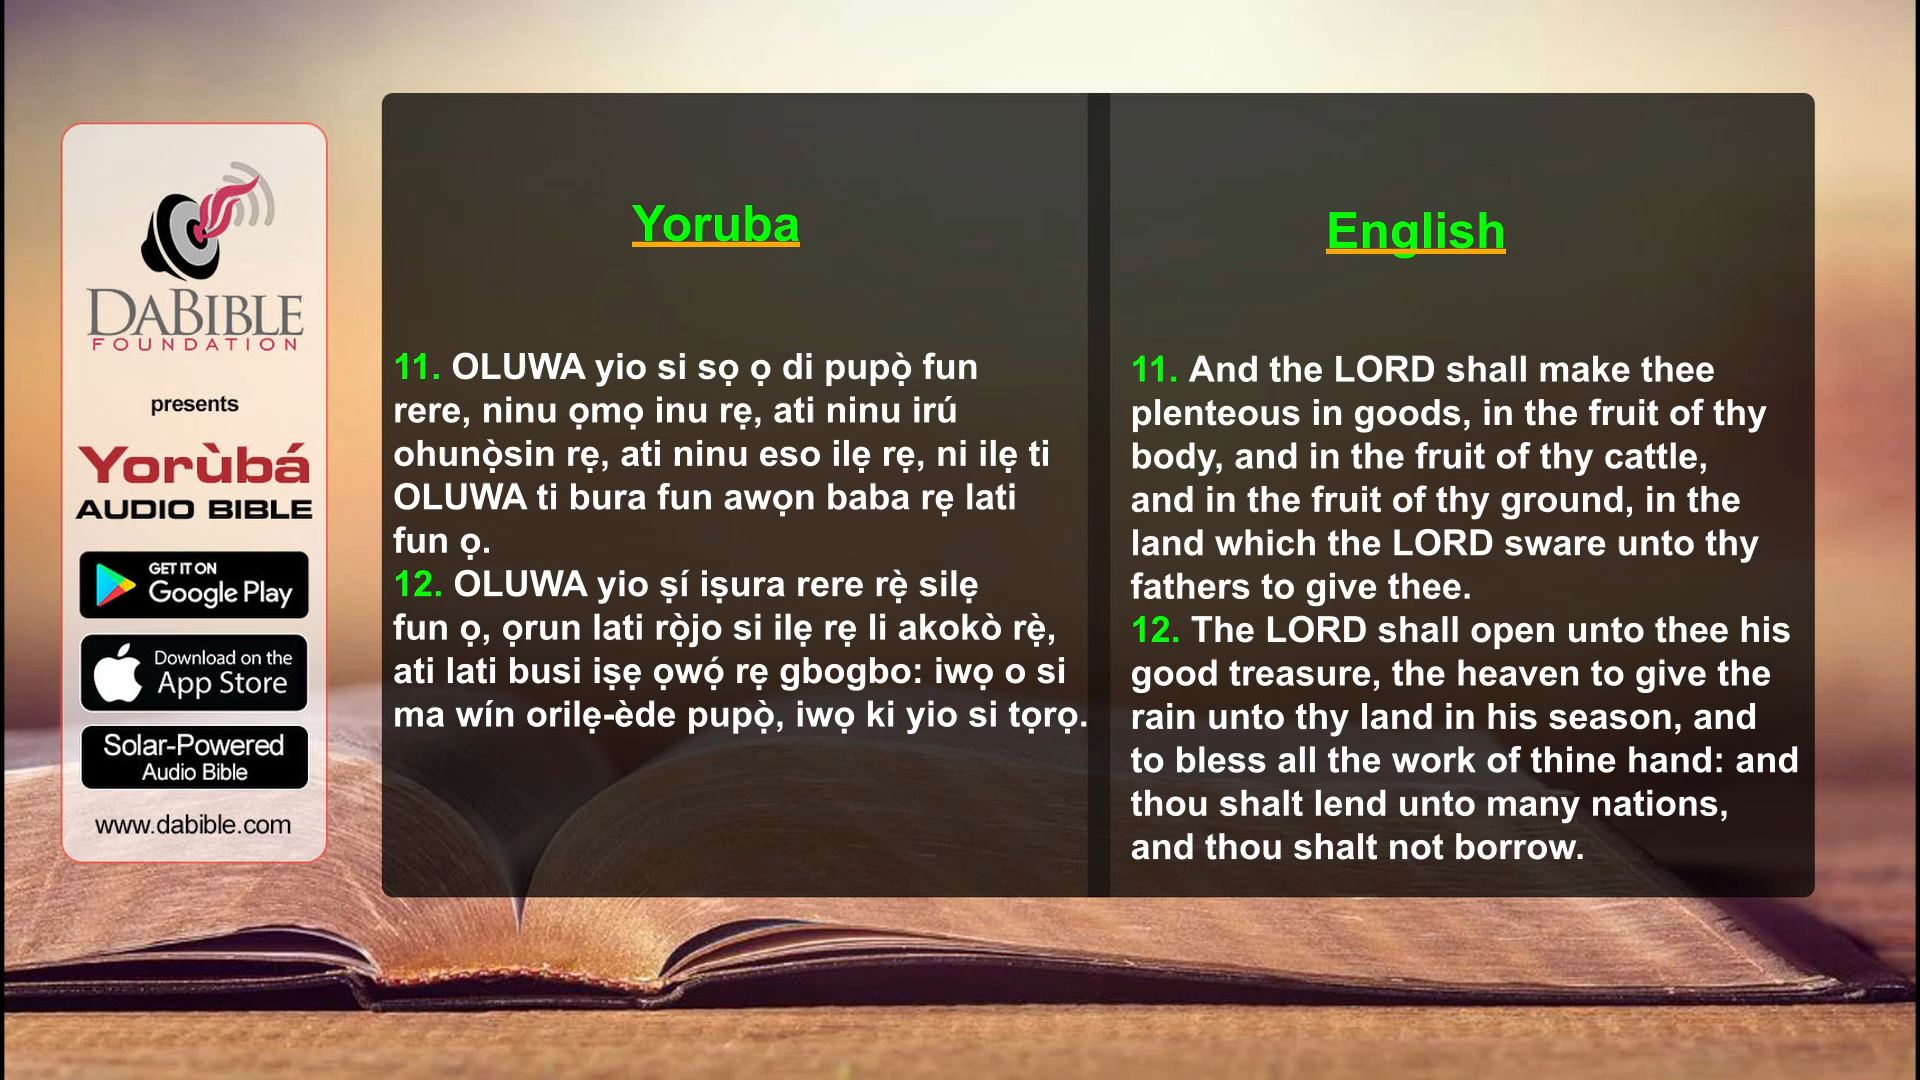 DABIBLE
FOUNDATION
presents
Yorùbá
AUDIO BIBLE
GET IT ON
Google Play
Download on the
App Store
Solar-Powered
Audio Bible
www.dabible.com
Yoruba
11. OLUWA yio si sọ ọ di pupọ̀ fun
rere, ninu ọmọ inu rẹ, ati ninu irú
ohunọ̀sin rẹ, ati ninu eso ilẹ rẹ, ni ilẹ ti
OLUWA ti bura fun awọn baba rẹ lati
fun ọ.
12. OLUWA yio ṣí iṣura rere rẹ̀ silẹ
fun ọ, ọrun lati rọ̀jo si ilẹ rẹ li akokò rẹ̀,
ati lati busi iṣẹ ọwọ́ rẹ gbogbo: iwọ o si
ma wín orilẹ-ède pupọ̀, iwọ ki yio si tọrọ.
English
11. And the LORD shall make thee
plenteous in goods, in the fruit of thy
body, and in the fruit of thy cattle,
and in the fruit of thy ground, in the
land which the LORD sware unto thy
fathers to give thee.
12. The LORD shall open unto thee his
good treasure, the heaven to give the
rain unto thy land in his season, and
to bless all the work of thine hand: and
thou shalt lend unto many nations,
and thou shalt not borrow.